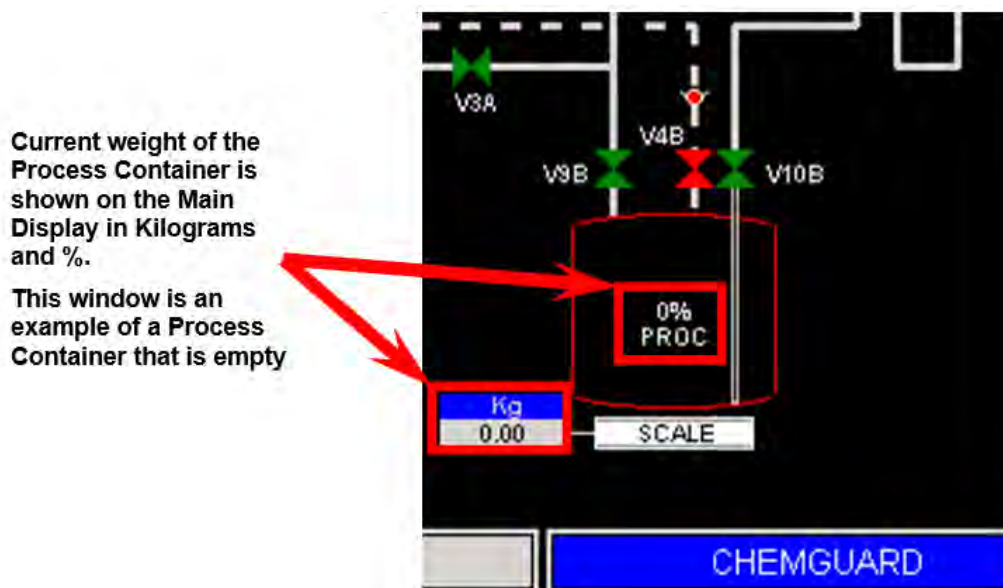 Current weight of the
Process Container is
shown on the Main
Display in Kilograms
and %.
This window is an
example of a Process
Container that is empty
V3A
V4B
V9B
V10B
0%
PROC
Kg
0.00
SCALE
CHEMGUARD